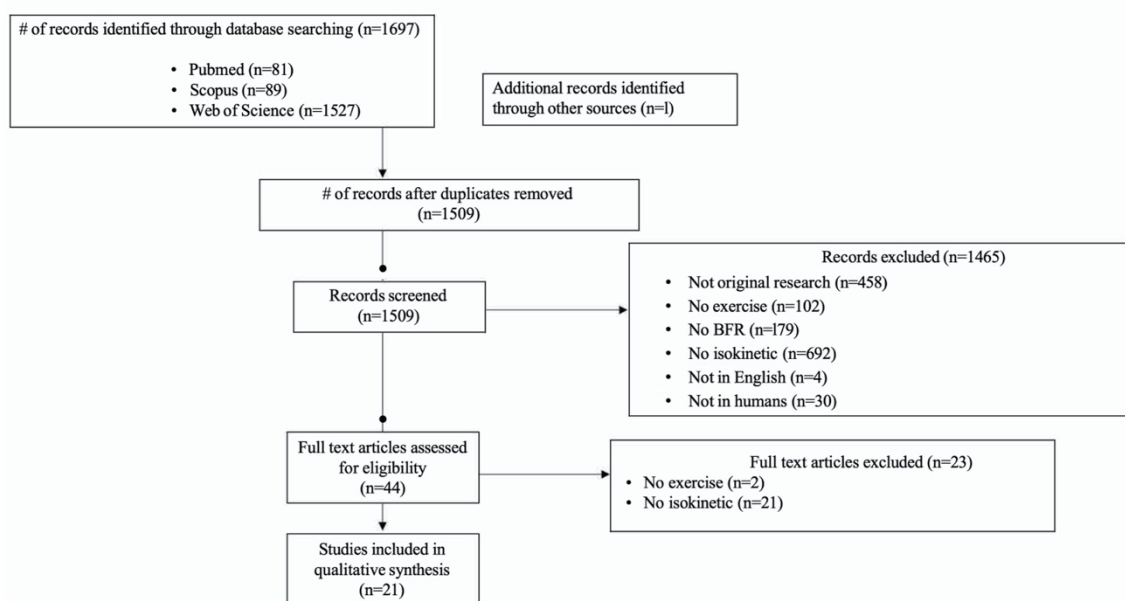 # of records identified through database searching (n=1697)
• Pubmed (n=81)
• Scopus (n=89)
• Web of Science (n=1527)
Additional records identified
through other sources (n=l)
# of records after duplicates removed
(n=1509)
Records screened
(n=1509)
Records excluded (n=1465)
• Not original research (n=458)
• No exercise (n=102)
• No BFR (n=l79)
• No isokinetic (n=692)
• Not in English (n=4)
• Not in humans (n=30)
Full text articles assessed
for eligibility
(n=44)
Full text articles excluded (n=23)
• No exercise (n=2)
• No isokinetic (n=21)
Studies included in
qualitative synthesis
(n=21)